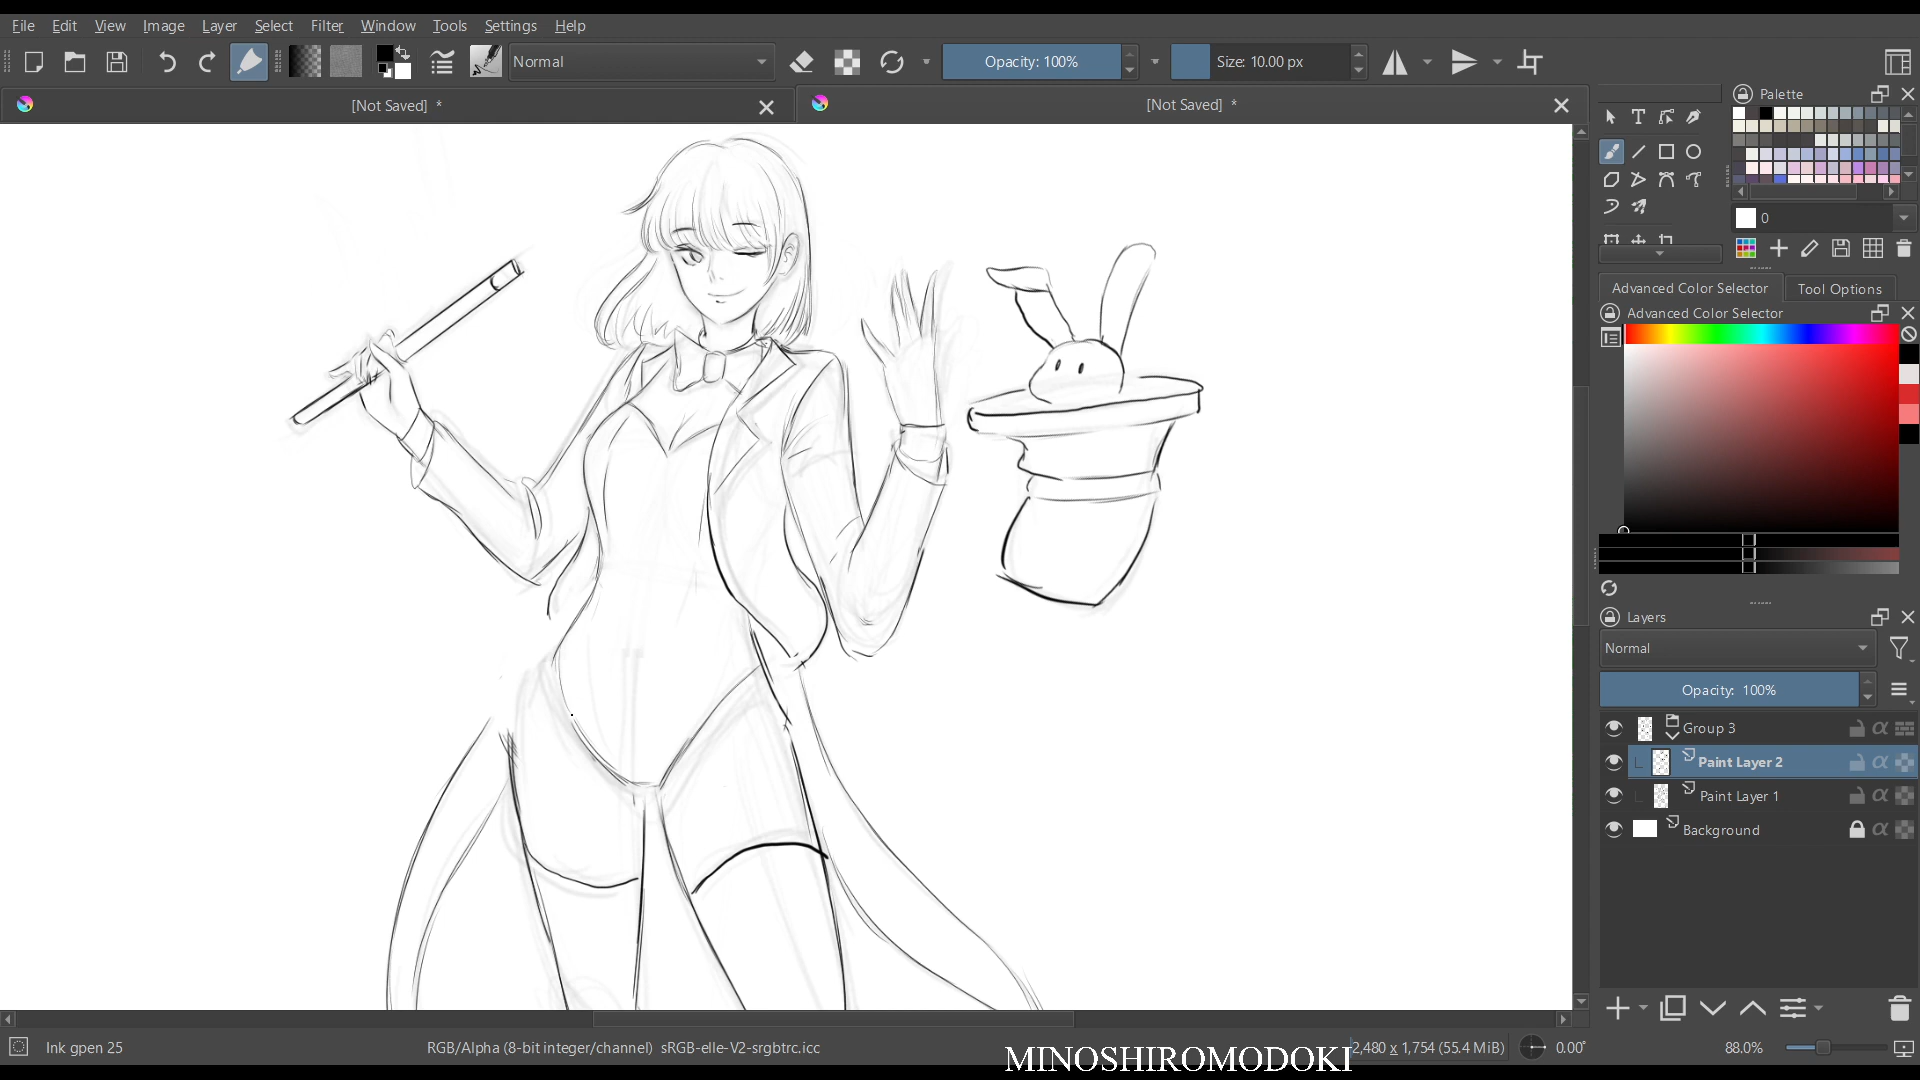 File Edit View Image Layer Select Filter Window Tools Settings Help
Normal Opacity: 100% Size: 10.00 px
[Not Saved] * [Not Saved] *
Palette
0
Advanced Color Selector Tool Options
Advanced Color Selector
Layers
Normal
Opacity: 100%
Group 3
Paint Layer 2
Paint Layer 1
Background
Ink gpen 25 RGB/Alpha (8-bit integer/channel) sRGB-elle-V2-srgbtrc.icc 2,480 x 1,754 (55.4 MiB) 0.00° 88.0%
MINOSHIROMODOKI